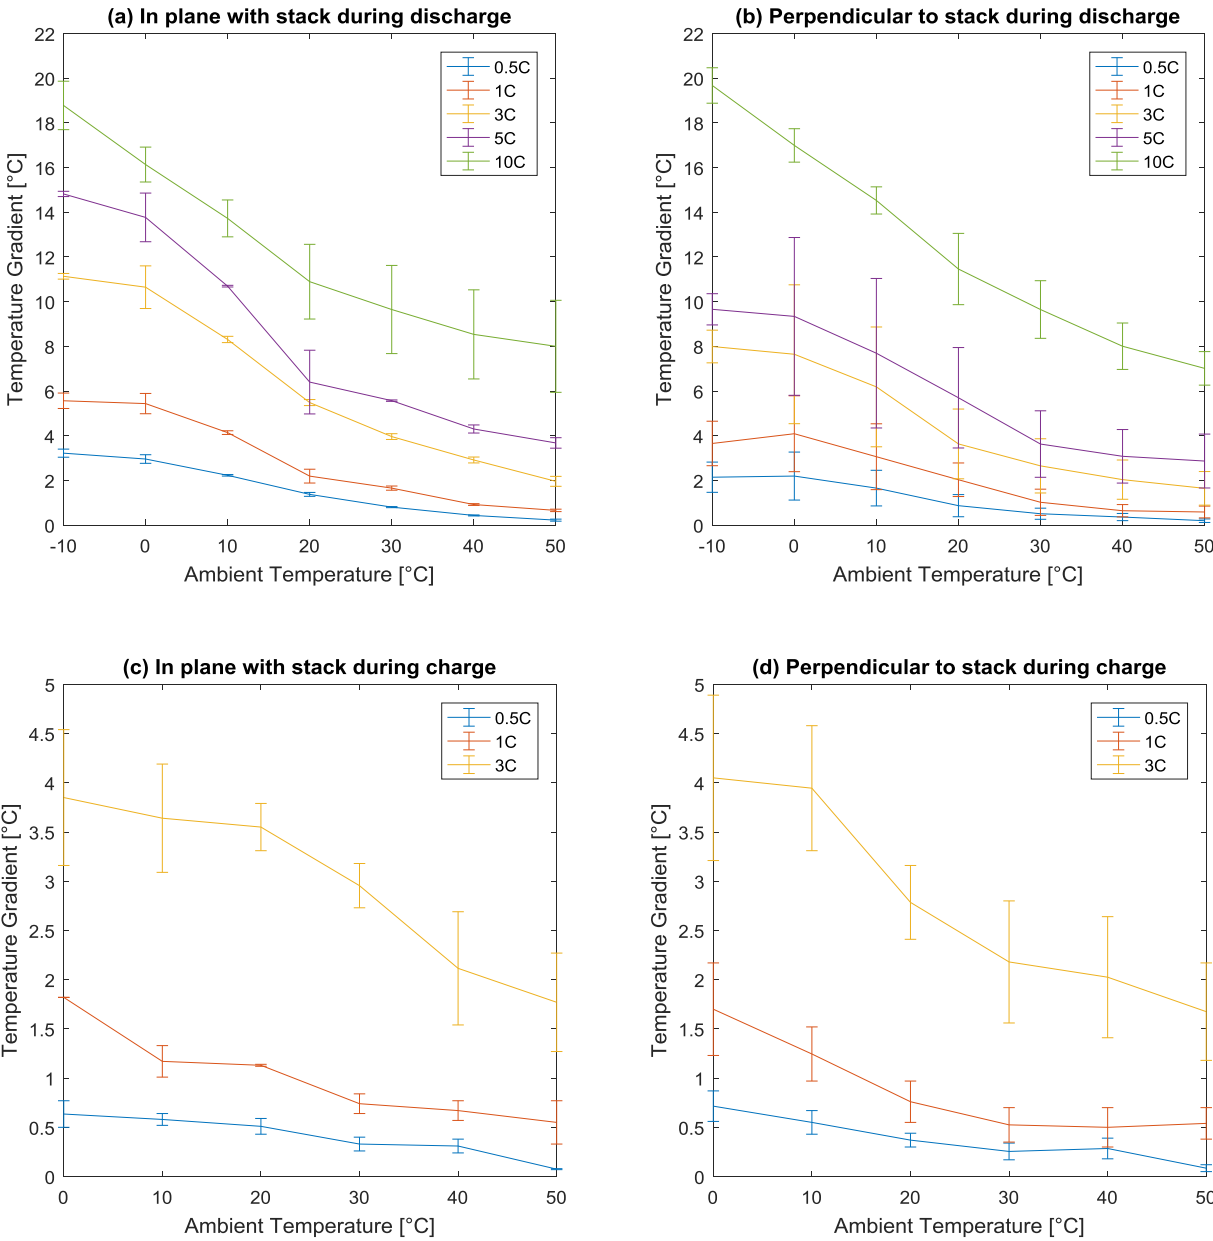 (a) In plane with stack during discharge
22
20
18
16
14
12
10
8
6
4
2
0
-10 0 10 20 30 40 50
Temperature Gradient [°C]
Ambient Temperature [°C]
0.5C
1C
3C
5C
10C
(b) Perpendicular to stack during discharge
22
20
18
16
14
12
10
8
6
4
2
0
-10 0 10 20 30 40 50
Temperature Gradient [°C]
Ambient Temperature [°C]
0.5C
1C
3C
5C
10C
(c) In plane with stack during charge
5
4.5
4
3.5
3
2.5
2
1.5
1
0.5
0
0 10 20 30 40 50
Temperature Gradient [°C]
Ambient Temperature [°C]
0.5C
1C
3C
(d) Perpendicular to stack during charge
5
4.5
4
3.5
3
2.5
2
1.5
1
0.5
0
0 10 20 30 40 50
Temperature Gradient [°C]
Ambient Temperature [°C]
0.5C
1C
3C